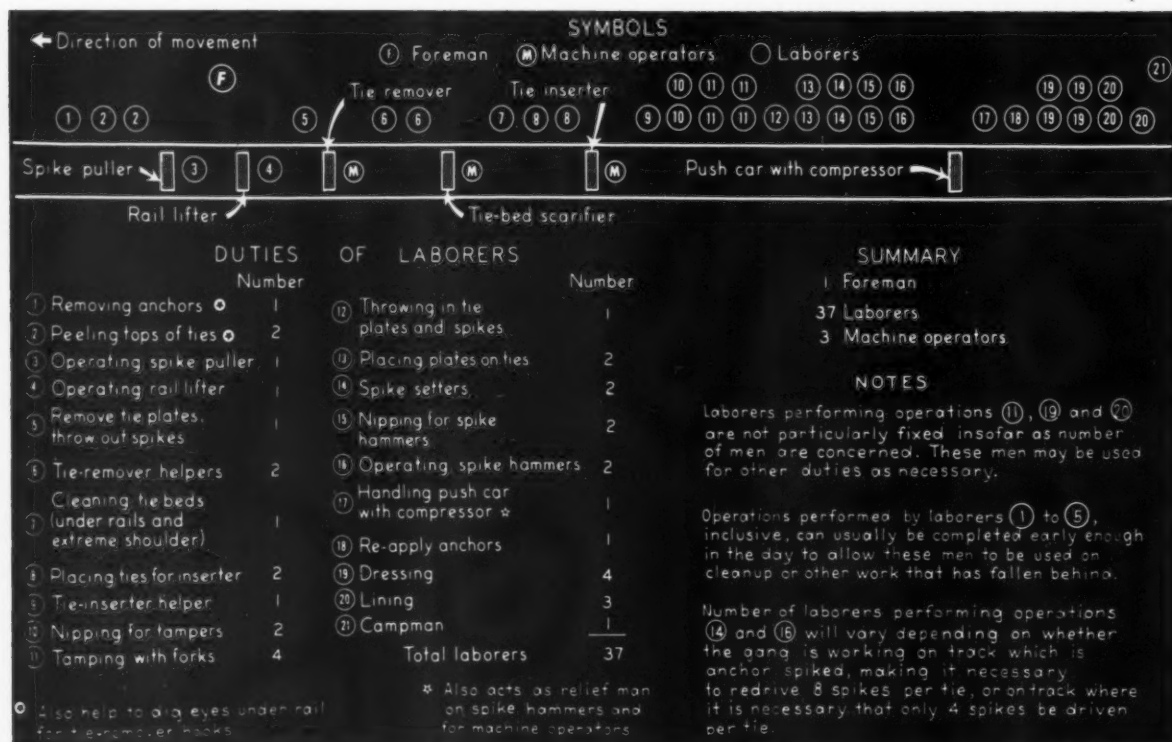 SYMBOLS
← Direction of movement
Ⓕ Foreman Ⓜ Machine operators ○ Laborers
21
F
Tie remover
Tie inserter
10 11 11 13 14 15 16
19 19 20
1 2 2 5 6 6 7 8 8 9 10 11 11 12 13 14 15 16 17 18 19 19 20 20
Spike puller 3 4 M M M Push car with compressor
Rail lifter
Tie-bed scarifier
DUTIES OF LABORERS
Number
1 Removing anchors ✪ 1
2 Peeling tops of ties ✪ 2
3 Operating spike puller 1
4 Operating rail lifter 1
5 Remove tie plates, 1
throw out spikes
6 Tie-remover helpers 2
Cleaning tie beds
7 (under rails and 1
extreme shoulder)
8 Placing ties for inserter 2
9 Tie-inserter helper 1
10 Nipping for tampers 2
11 Tamping with forks 4
✪ Also help to dig eyes under rail
for tie-remover hooks
Number
12 Throwing in tie 1
plates and spikes
13 Placing plates on ties 2
14 Spike setters 2
15 Nipping for spike 2
hammers
16 Operating spike hammers 2
17 Handling push car 1
with compressor ☆
18 Re-apply anchors 1
19 Dressing 4
20 Lining 3
21 Campman 1
Total laborers 37
☆ Also acts as relief man
on spike hammers and
for machine operators
SUMMARY
1 Foreman
37 Laborers
3 Machine operators
NOTES
Laborers performing operations 11, 19 and 20
are not particularly fixed insofar as number
of men are concerned. These men may be used
for other duties as necessary.
Operations performed by laborers 1 to 5,
inclusive, can usually be completed early enough
in the day to allow these men to be used on
cleanup or other work that has fallen behind.
Number of laborers performing operations
14 and 16 will vary depending on whether
the gang is working on track which is
anchor spiked, making it necessary
to redrive 8 spikes per tie, or on track where
it is necessary that only 4 spikes be driven
per tie.